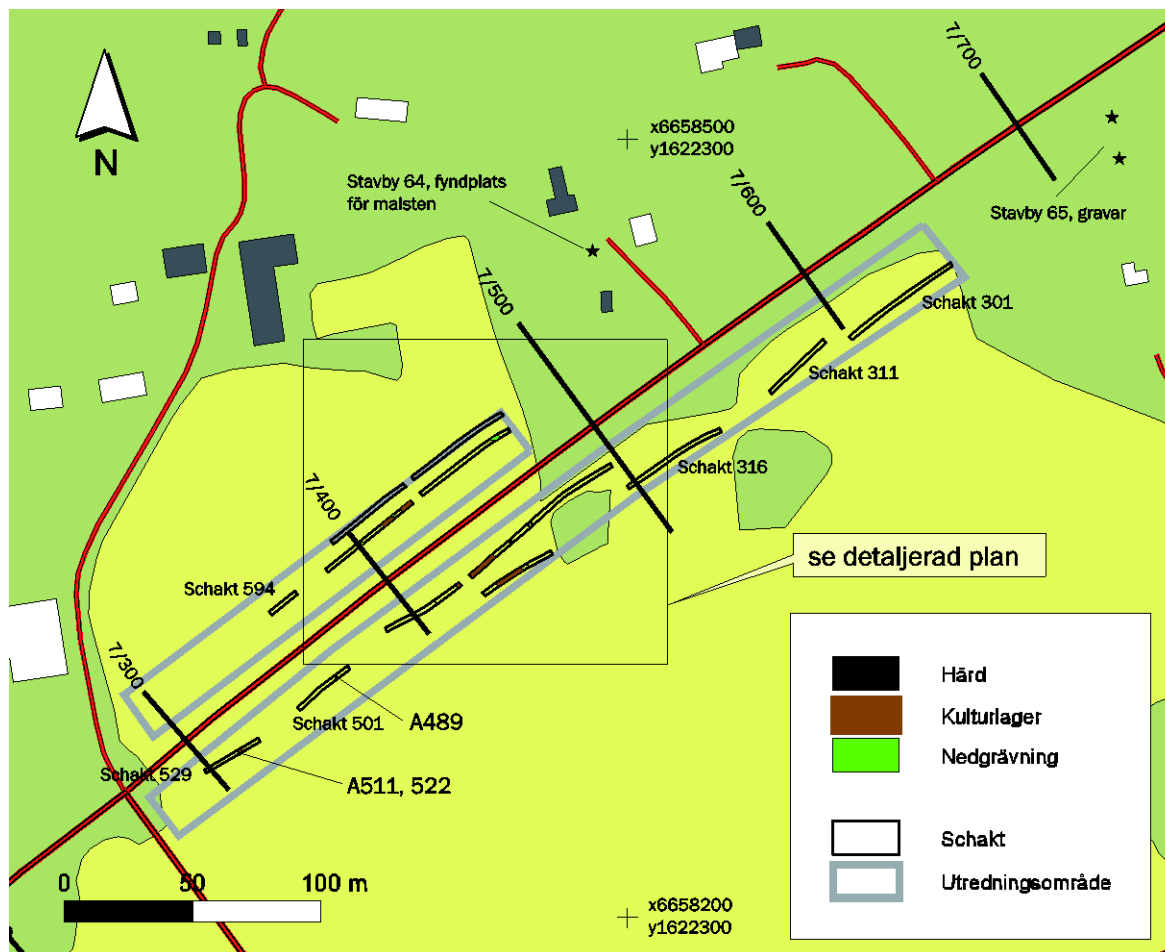 7/700
x6658500
y1622300
N
Stavby 64, fyndplats
för malsten
7/600
Stavby 65, gravar
7/500
Schakt 301
Schakt 311
Schakt 316
7/400
se detaljerad plan
Schakt 594
7/300
Schakt 501
A489
Schakt 529
A511, 522
0 50 100 m
x6658200
y1622300
Härd
Kulturlager
Nedgrävning
Schakt
Utredningsområde